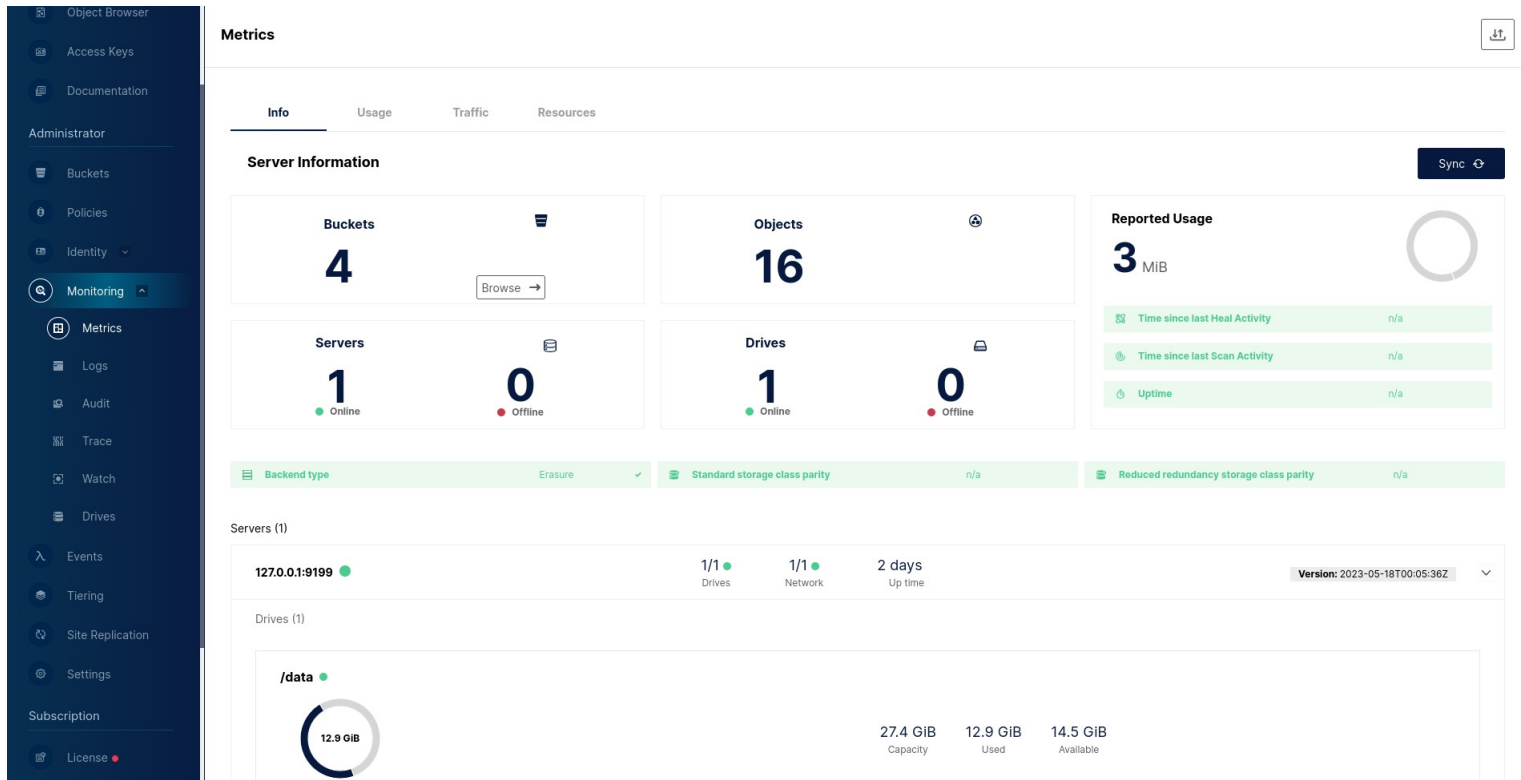 Object Browser
Access Keys
Documentation
Administrator
Buckets
Policies
Identity
Monitoring
Metrics
Logs
Audit
Trace
Watch
Drives
Events
Tiering
Site Replication
Settings
Subscription
License
Metrics
Info Usage Traffic Resources
Server Information
Sync
Buckets
4
Browse
Objects
16
Reported Usage
3 MiB
Time since last Heal Activity n/a
Time since last Scan Activity n/a
Uptime n/a
Servers
1 0
Online Offline
Drives
1 0
Online Offline
Backend type Erasure
Standard storage class parity n/a
Reduced redundancy storage class parity n/a
Servers (1)
127.0.0.1:9199
1/1 1/1 2 days
Drives Network Up time
Version: 2023-05-18T00:05:36Z
Drives (1)
/data
12.9 GiB
27.4 GiB 12.9 GiB 14.5 GiB
Capacity Used Available